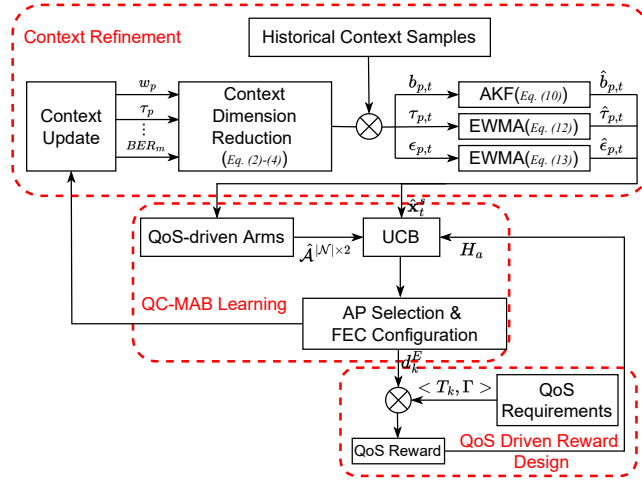 Context Refinement
Historical Context Samples
Context
Update
w_p
τ_p
⋮
BER_m
Context
Dimension
Reduction
(Eq. (2)-(4))
b_{p,t}
τ_{p,t}
ϵ_{p,t}
AKF(Eq. (10))
EWMA(Eq. (12))
EWMA(Eq. (13))
b̂_{p,t}
τ̂_{p,t}
ϵ̂_{p,t}
x̂_t^s
QoS-driven Arms
Â^{|N|×2}
UCB
H_a
QC-MAB Learning
AP Selection &
FEC Configuration
d_k^E
< T_k, Γ >
QoS
Requirements
QoS Reward
QoS Driven Reward
Design